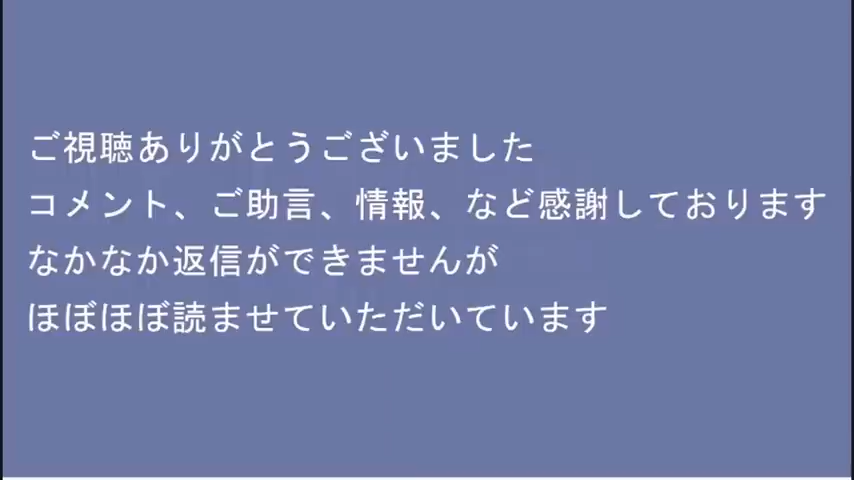 ご視聴ありがとうございました
コメント、ご助言、情報、など感謝しております
なかなか返信ができませんが
ほぼほぼ読ませていただいています